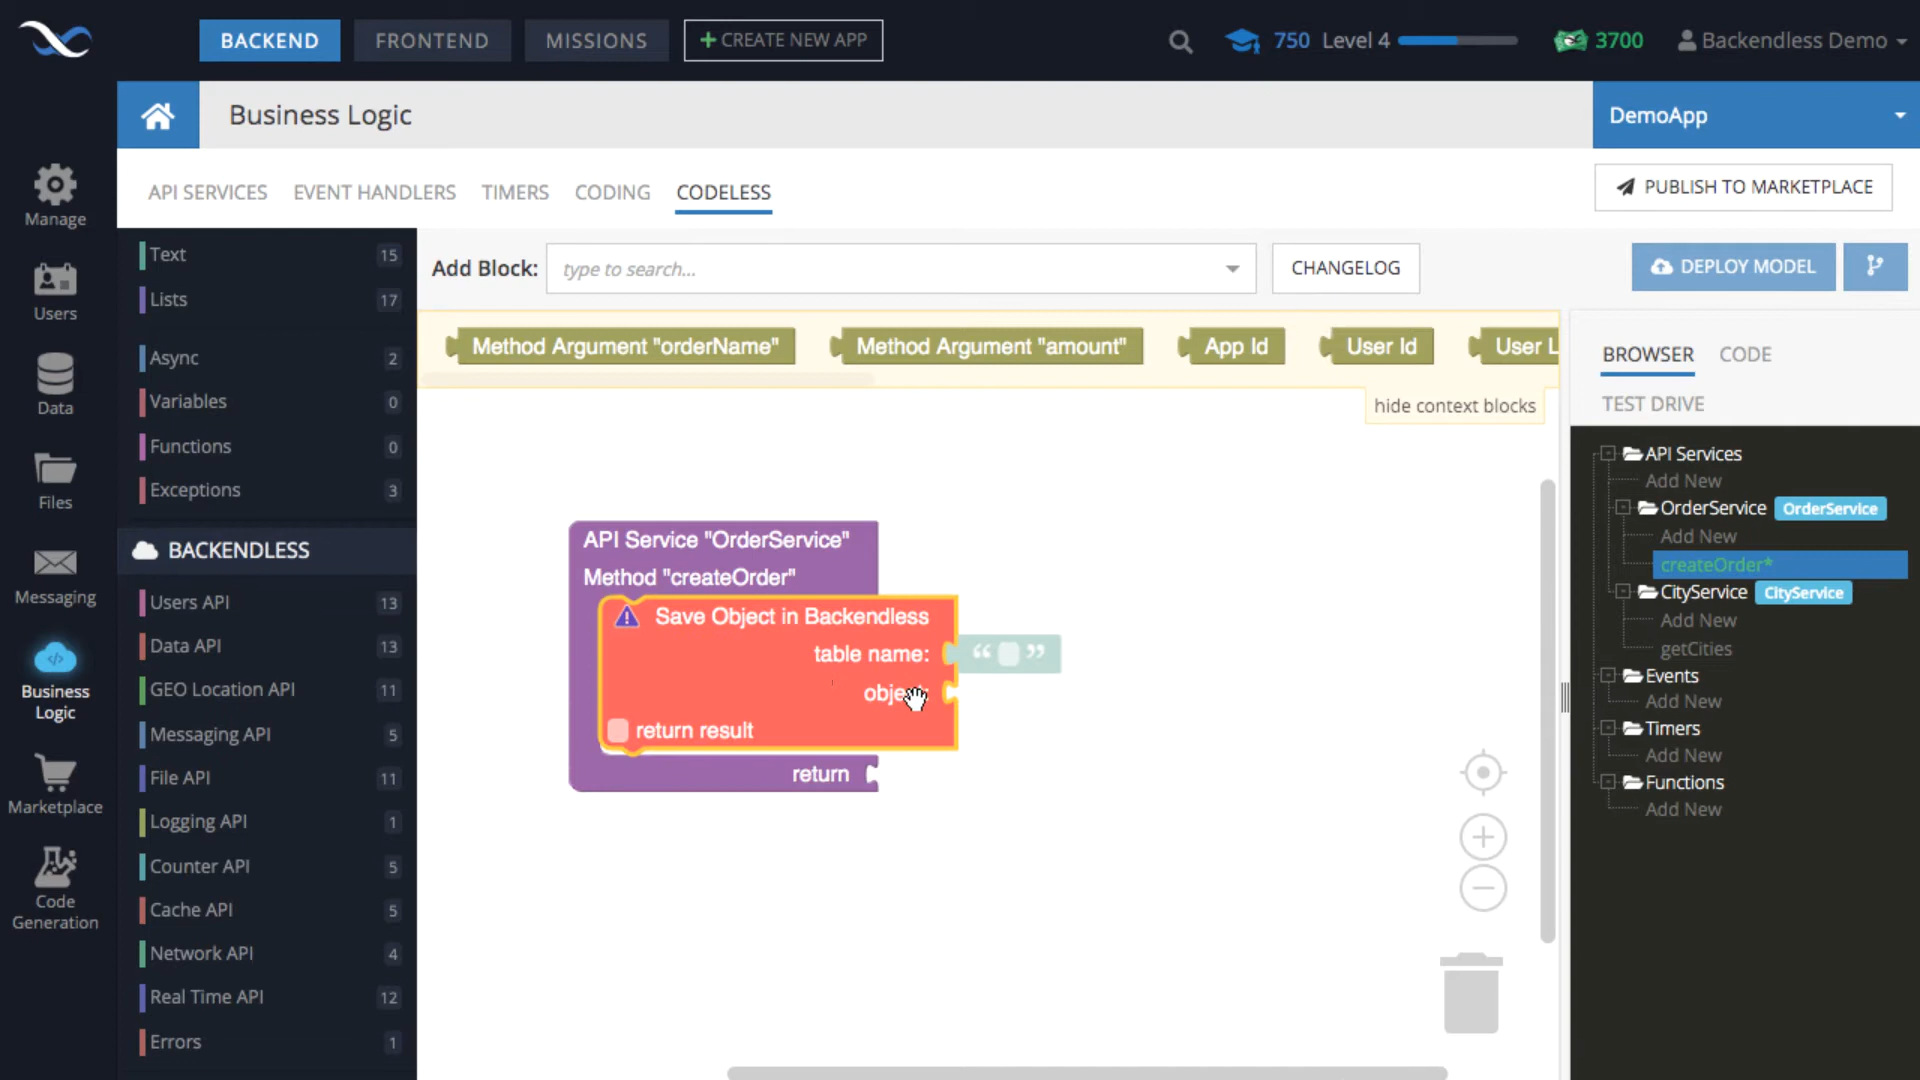 BACKEND
FRONTEND
MISSIONS
+ CREATE NEW APP
750 Level 4
3700
Backendless Demo
Business Logic
DemoApp
API SERVICES
EVENT HANDLERS
TIMERS
CODING
CODELESS
PUBLISH TO MARKETPLACE
Manage
Users
Data
Files
Messaging
Business
Logic
Marketplace
Code
Generation
Text 15
Lists 17
Async 2
Variables 0
Functions 0
Exceptions 3
BACKENDLESS
Users API 13
Data API 13
GEO Location API 11
Messaging API 5
File API 11
Logging API 1
Counter API 5
Cache API 5
Network API 4
Real Time API 12
Errors 1
Add Block: type to search...
CHANGELOG
DEPLOY MODEL
Method Argument "orderName"
Method Argument "amount"
App Id
User Id
User L
hide context blocks
API Service "OrderService"
Method "createOrder"
Save Object in Backendless
table name: “ ”
object:
return result
return
BROWSER
CODE
TEST DRIVE
API Services
Add New
OrderService OrderService
Add New
createOrder*
CityService CityService
Add New
getCities
Events
Add New
Timers
Add New
Functions
Add New